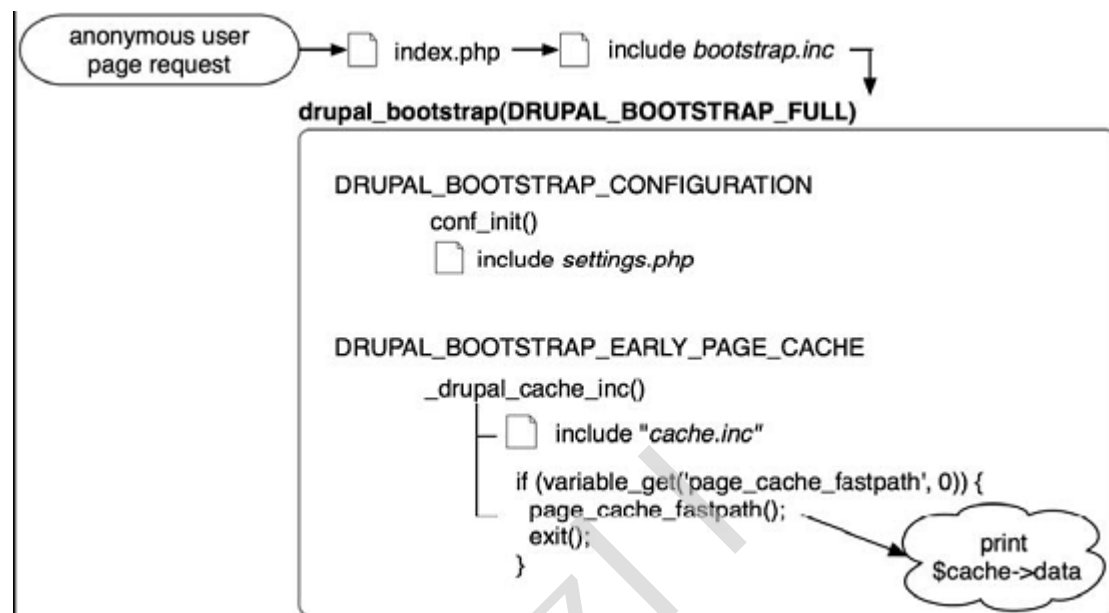 anonymous user
page request
index.php
include bootstrap.inc
drupal_bootstrap(DRUPAL_BOOTSTRAP_FULL)
DRUPAL_BOOTSTRAP_CONFIGURATION
conf_init()
include settings.php
DRUPAL_BOOTSTRAP_EARLY_PAGE_CACHE
_drupal_cache_inc()
include "cache.inc"
if (variable_get('page_cache_fastpath', 0)) {
page_cache_fastpath();
exit();
}
print
$cache->data